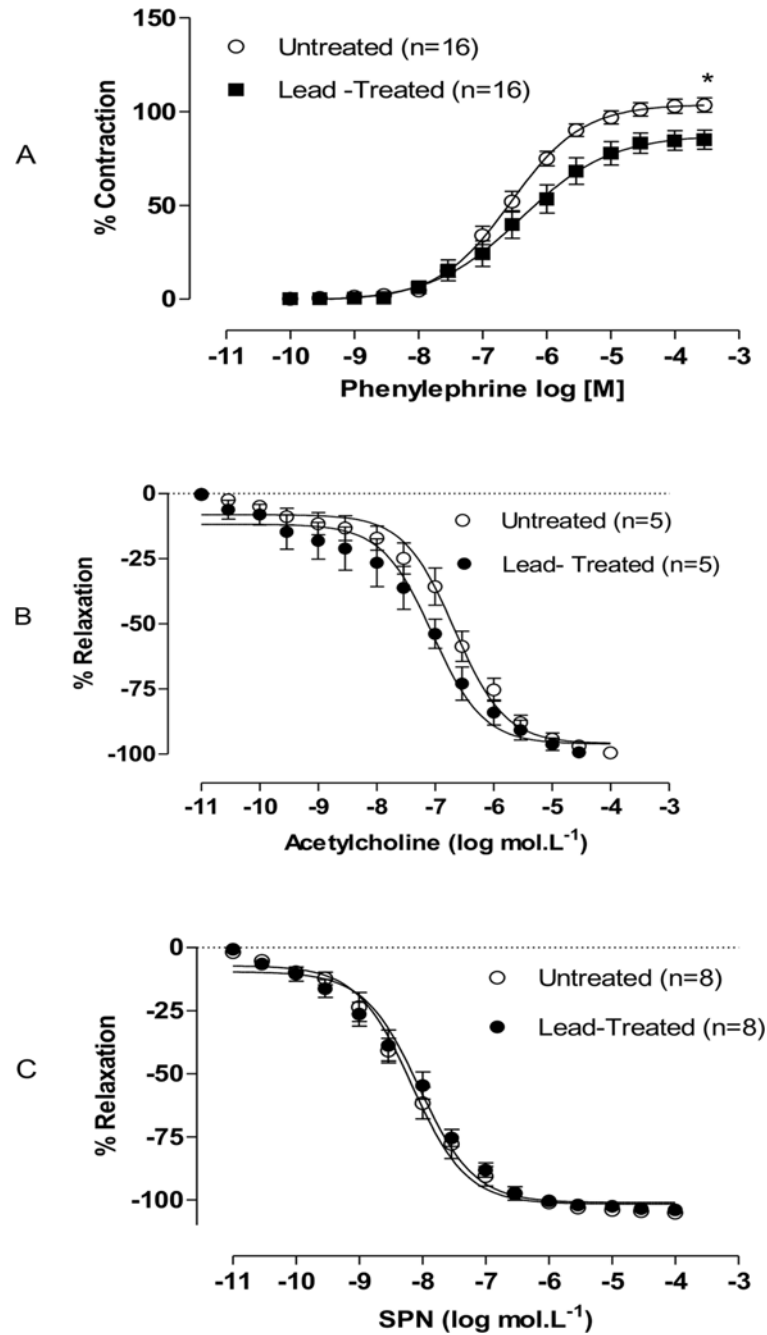 A
150
100
50
0
% Contraction
Untreated (n=16)
Lead -Treated (n=16)
*
-11 -10 -9 -8 -7 -6 -5 -4 -3
Phenylephrine log [M]
B
0
-25
-50
-75
-100
% Relaxation
Untreated (n=5)
Lead- Treated (n=5)
-11 -10 -9 -8 -7 -6 -5 -4 -3
Acetylcholine (log mol.L⁻¹)
C
0
-25
-50
-75
-100
% Relaxation
Untreated (n=8)
Lead-Treated (n=8)
-11 -10 -9 -8 -7 -6 -5 -4 -3
SPN (log mol.L⁻¹)